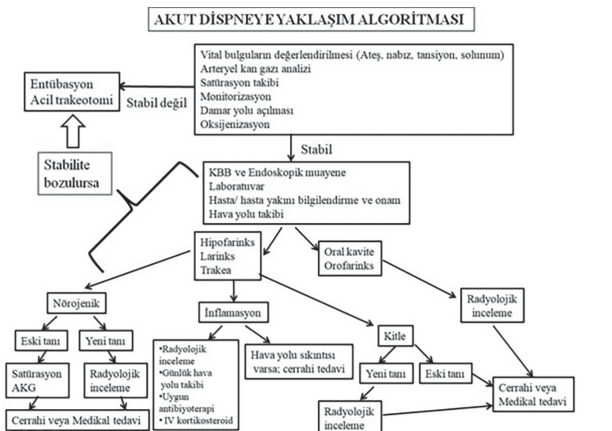 AKUT DİSPNEYE YAKLAŞIM ALGORİTMASI
Vital bulguların değerlendirilmesi (Ateş, nabız, tansiyon, solunum)
Arteryel kan gazı analizi
Satürasyon takibi
Monitorizasyon
Damar yolu açılması
Oksijenizasyon
Stabil değil
Entübasyon
Acil trakeotomi
Stabilite
bozulursa
Stabil
KBB ve Endoskopik muayene
Laboratuvar
Hasta/ hasta yakını bilgilendirme ve onam
Hava yolu takibi
Hipofarinks
Larinks
Trakea
Oral kavite
Orofarinks
Radyolojik
inceleme
Nörojenik
Eski tanı
Yeni tanı
Satürasyon
AKG
Radyolojik
inceleme
Cerrahi veya Medikal tedavi
İnflamasyon
•Radyolojik
inceleme
•Günlük hava
yolu takibi
•Uygun
antibiyoterapi
• IV kortikosteroid
Hava yolu sıkıntısı
varsa; cerrahi tedavi
Kitle
Yeni tanı
Eski tanı
Radyolojik
inceleme
Cerrahi veya
Medikal tedavi